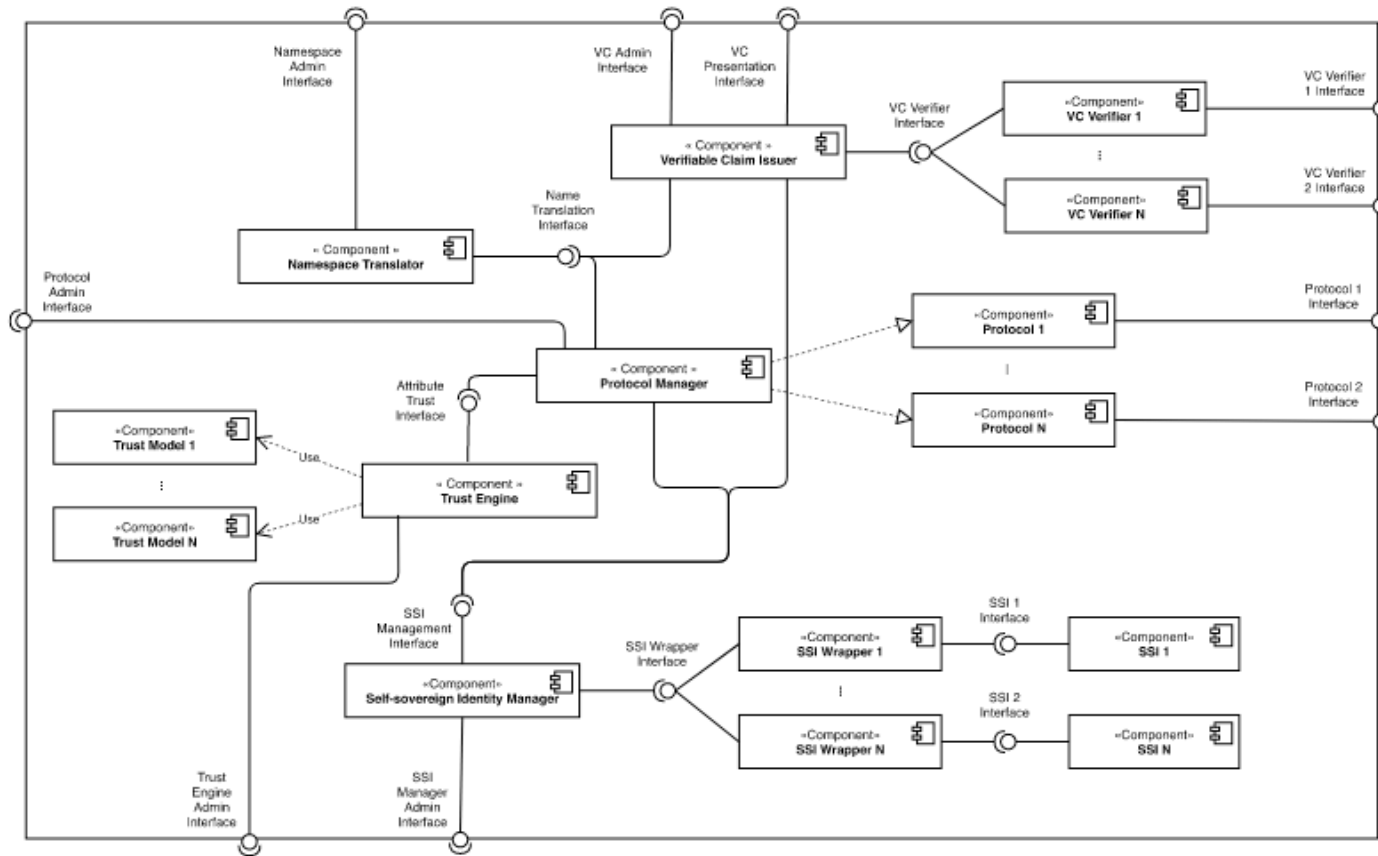 Namespace
Admin
Interface
VC Admin
Interface
VC
Presentation
Interface
VC Verifier
Interface
«Component»
VC Verifier 1
...
«Component»
VC Verifier N
VC Verifier
1 Interface
VC Verifier
2 Interface
« Component »
Verifiable Claim Issuer
Name
Translation
Interface
« Component »
Namespace Translator
Protocol
Admin
Interface
« Component »
Protocol Manager
«Component»
Protocol 1
...
«Component»
Protocol N
Protocol 1
Interface
Protocol 2
Interface
Attribute
Trust
Interface
«Component»
Trust Model 1
...
«Component»
Trust Model N
Use
Use
« Component »
Trust Engine
SSI
Management
Interface
«Component»
Self-sovereign Identity Manager
SSI Wrapper
Interface
«Component»
SSI Wrapper 1
...
«Component»
SSI Wrapper N
SSI 1
Interface
SSI 2
Interface
«Component»
SSI 1
«Component»
SSI N
Trust
Engine
Admin
Interface
SSI
Manager
Admin
Interface